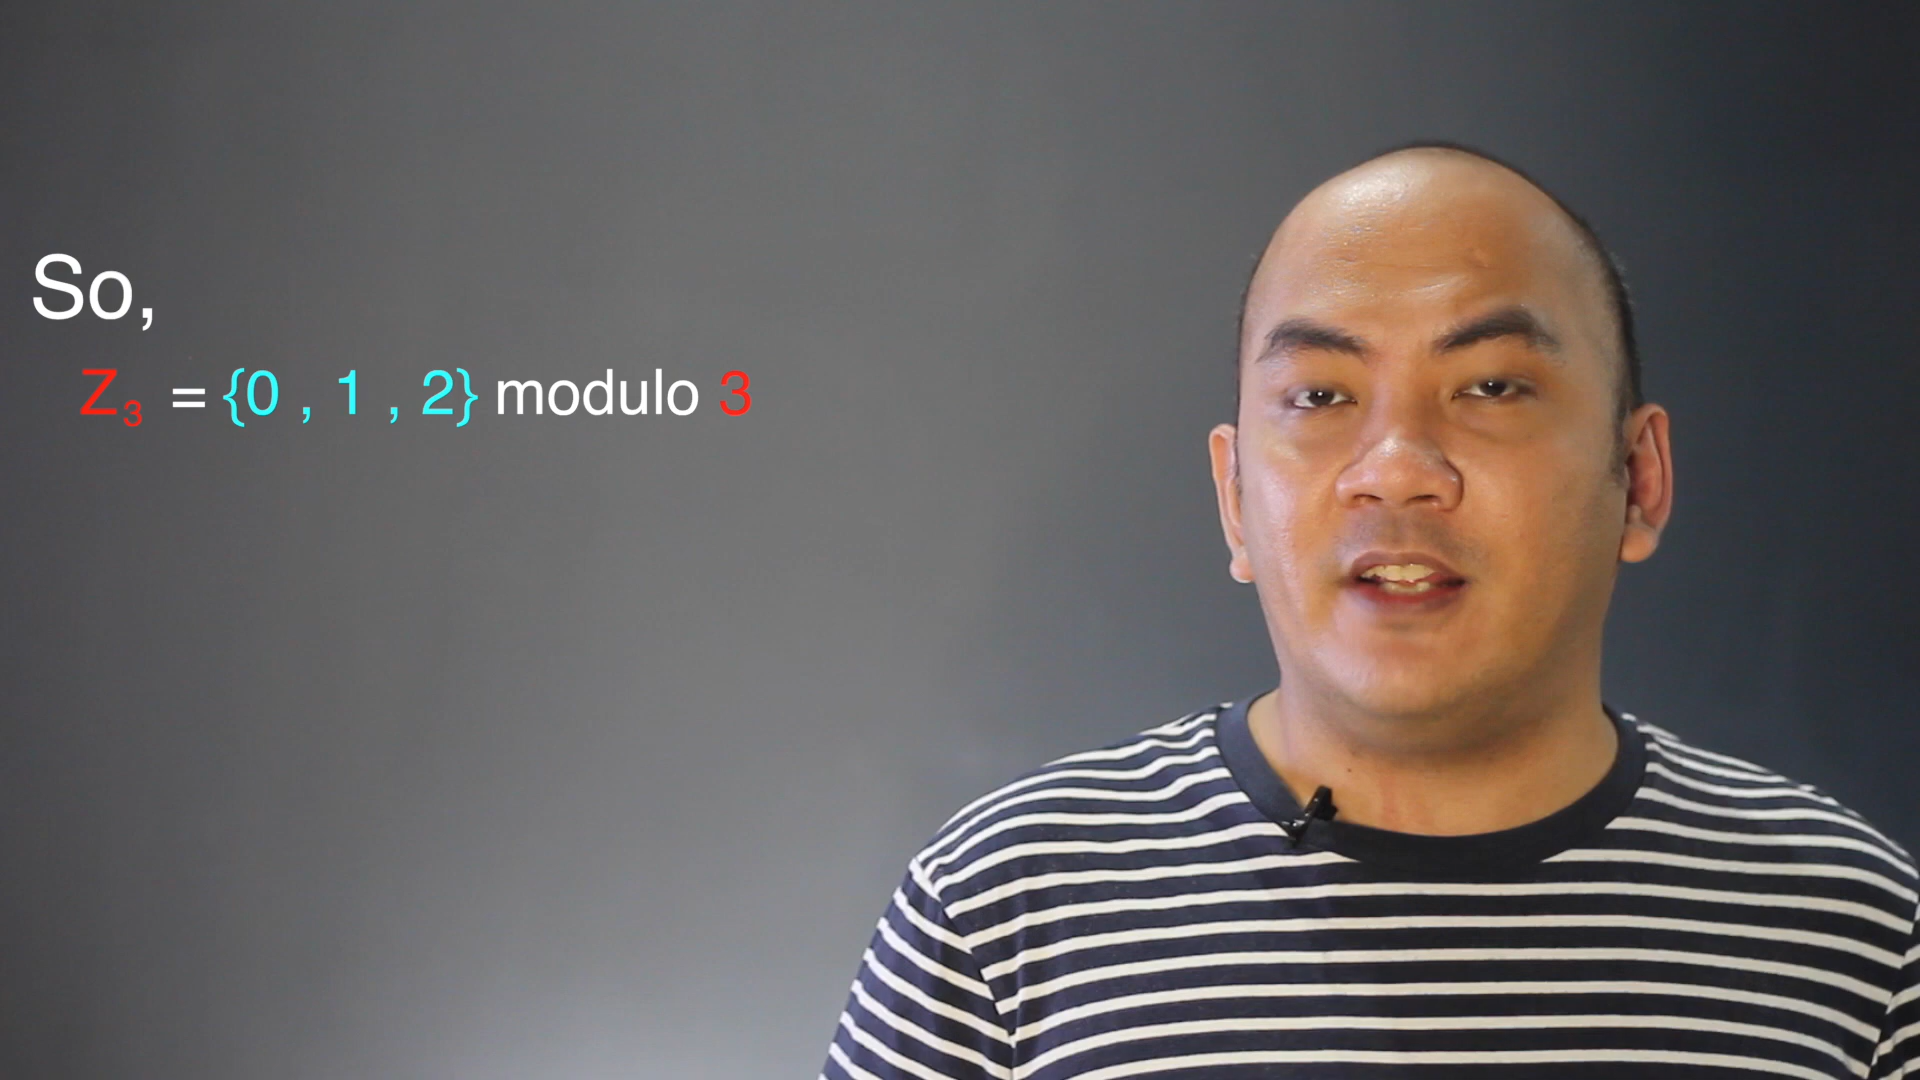 So,
Z₃ = {0 , 1 , 2} modulo 3